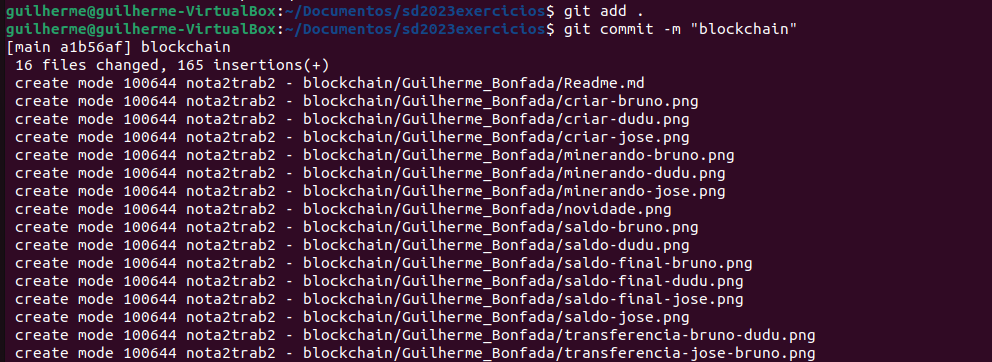 guilherme@guilherme-VirtualBox:~/Documentos/sd2023exercicios$ git add .
guilherme@guilherme-VirtualBox:~/Documentos/sd2023exercicios$ git commit -m "blockchain"
[main a1b56af] blockchain
 16 files changed, 165 insertions(+)
 create mode 100644 nota2trab2 - blockchain/Guilherme_Bonfada/Readme.md
 create mode 100644 nota2trab2 - blockchain/Guilherme_Bonfada/criar-bruno.png
 create mode 100644 nota2trab2 - blockchain/Guilherme_Bonfada/criar-dudu.png
 create mode 100644 nota2trab2 - blockchain/Guilherme_Bonfada/criar-jose.png
 create mode 100644 nota2trab2 - blockchain/Guilherme_Bonfada/minerando-bruno.png
 create mode 100644 nota2trab2 - blockchain/Guilherme_Bonfada/minerando-dudu.png
 create mode 100644 nota2trab2 - blockchain/Guilherme_Bonfada/minerando-jose.png
 create mode 100644 nota2trab2 - blockchain/Guilherme_Bonfada/novidade.png
 create mode 100644 nota2trab2 - blockchain/Guilherme_Bonfada/saldo-bruno.png
 create mode 100644 nota2trab2 - blockchain/Guilherme_Bonfada/saldo-dudu.png
 create mode 100644 nota2trab2 - blockchain/Guilherme_Bonfada/saldo-final-bruno.png
 create mode 100644 nota2trab2 - blockchain/Guilherme_Bonfada/saldo-final-dudu.png
 create mode 100644 nota2trab2 - blockchain/Guilherme_Bonfada/saldo-final-jose.png
 create mode 100644 nota2trab2 - blockchain/Guilherme_Bonfada/saldo-jose.png
 create mode 100644 nota2trab2 - blockchain/Guilherme_Bonfada/transferencia-bruno-dudu.png
 create mode 100644 nota2trab2 - blockchain/Guilherme_Bonfada/transferencia-jose-bruno.png